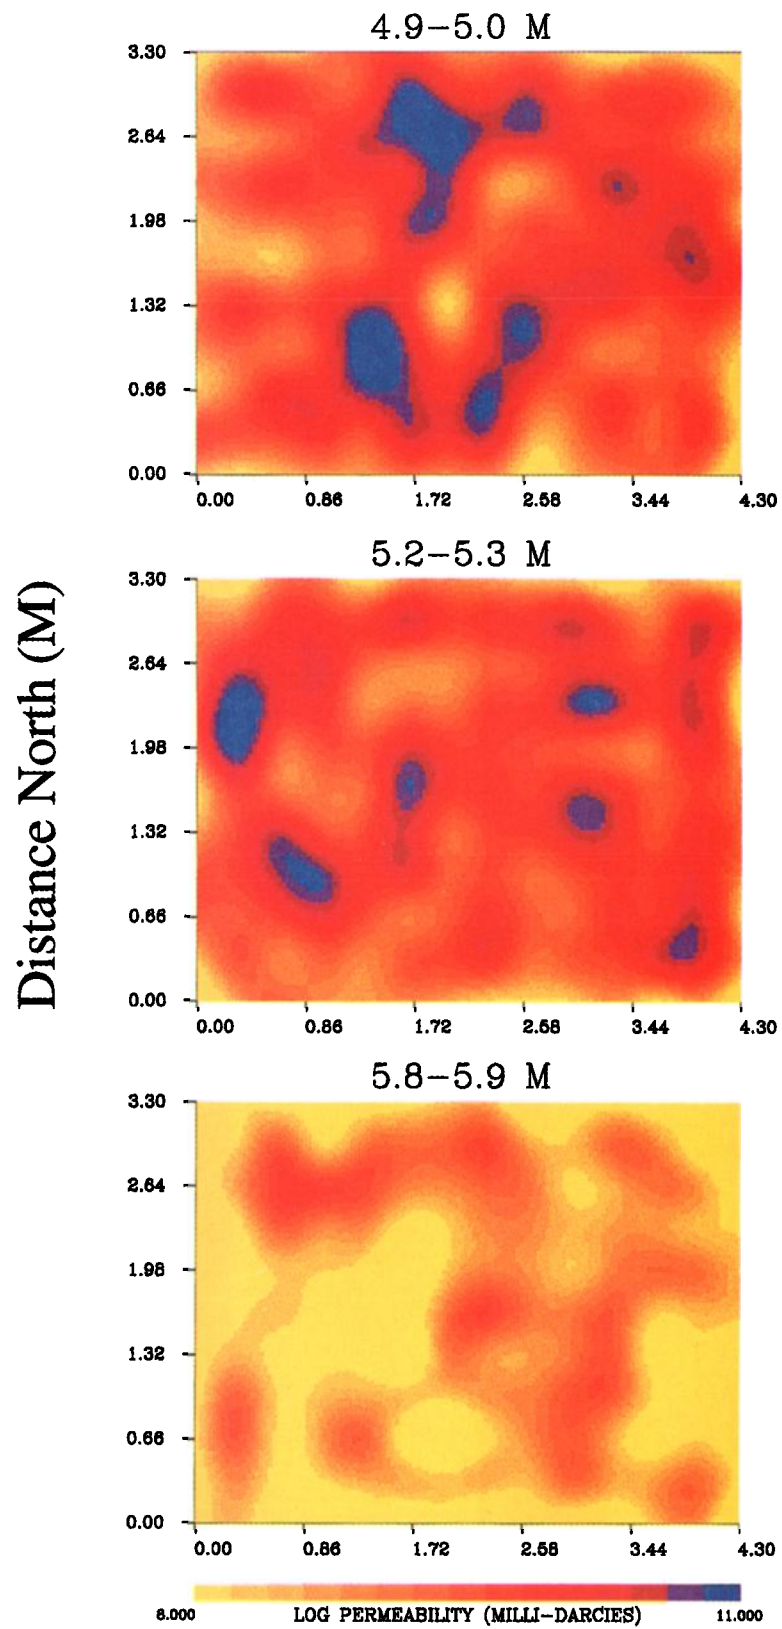 4.9–5.0 M
3.30
2.64
1.98
1.32
0.66
0.00
0.00 0.86 1.72 2.58 3.44 4.30
5.2–5.3 M
3.30
2.64
1.98
1.32
0.66
0.00
0.00 0.86 1.72 2.58 3.44 4.30
Distance North (M)
5.8–5.9 M
3.30
2.64
1.98
1.32
0.66
0.00
0.00 0.86 1.72 2.58 3.44 4.30
8.000 LOG PERMEABILITY (MILLI–DARCIES) 11.000